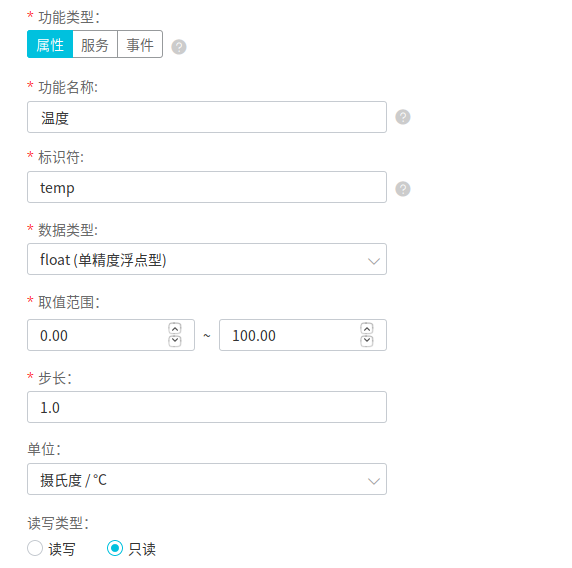 * 功能类型：
属性 服务 事件 ?
* 功能名称:
温度 ?
* 标识符:
temp ?
* 数据类型:
float (单精度浮点型)
* 取值范围：
0.00 ~ 100.00
* 步长：
1.0
单位：
摄氏度 / °C
读写类型：
读写 只读